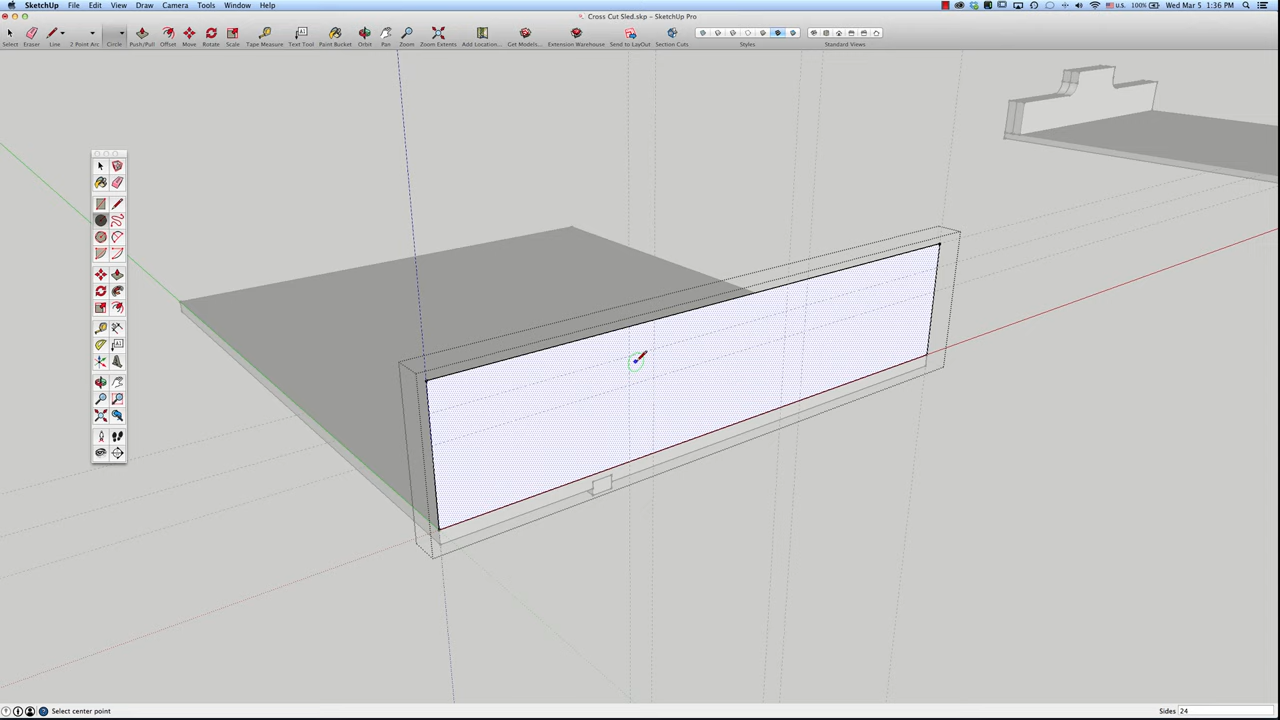 SketchUp File Edit View Draw Camera Tools Window Help
U.S. 100% Wed Mar 5 1:36 PM
Cross Cut Sled.skp - SketchUp Pro
Select Eraser Line 2 Point Arc Circle Push/Pull Offset Move Rotate Scale Tape Measure Text Tool Paint Bucket Orbit Pan Zoom Zoom Extents Add Location... Get Models... Extension Warehouse Send to LayOut Section Cuts Styles Standard Views
Select center point
Sides 24